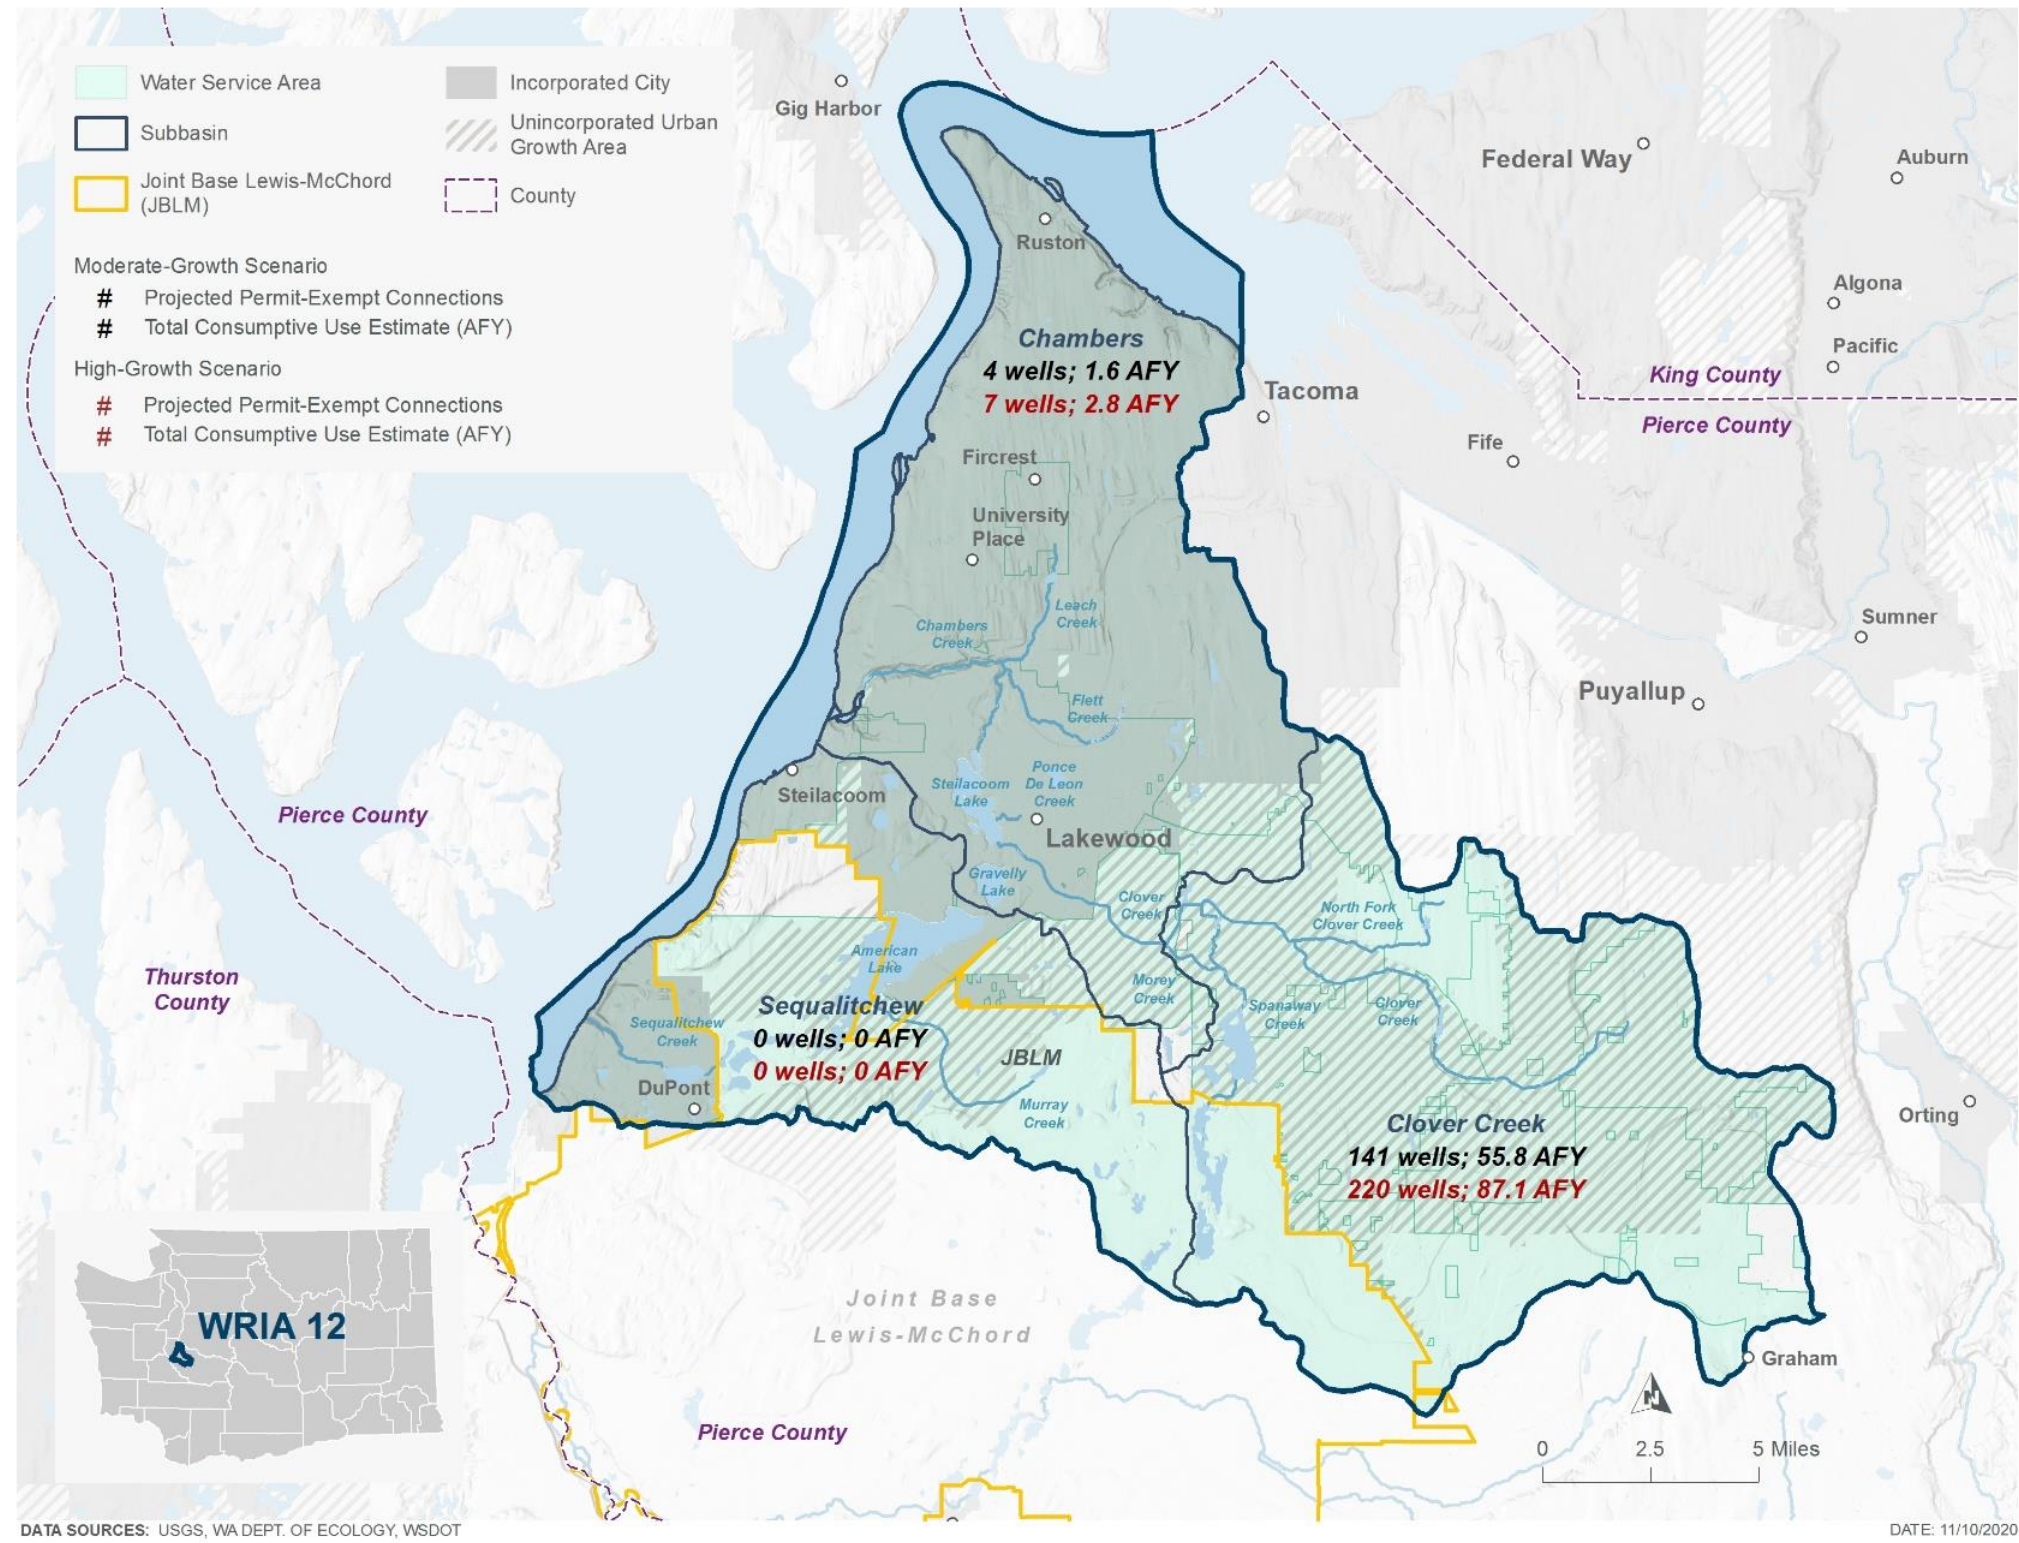 Water Service Area
Subbasin
Joint Base Lewis-McChord
(JBLM)
Incorporated City
Unincorporated Urban
Growth Area
County
Moderate-Growth Scenario
# Projected Permit-Exempt Connections
# Total Consumptive Use Estimate (AFY)
High-Growth Scenario
# Projected Permit-Exempt Connections
# Total Consumptive Use Estimate (AFY)
Gig Harbor
Federal Way
Auburn
Ruston
Algona
Pacific
Chambers
4 wells; 1.6 AFY
7 wells; 2.8 AFY
Tacoma
King County
Pierce County
Fife
Fircrest
University
Place
Leach
Creek
Chambers
Creek
Sumner
Puyallup
Flett
Creek
Steilacoom
Steilacoom
Lake
Ponce
De Leon
Creek
Lakewood
Pierce County
Gravelly
Lake
Clover
Creek
North Fork
Clover Creek
American
Lake
Thurston
County
Morey
Creek
Spanaway
Creek
Clover
Creek
Sequalitchew
0 wells; 0 AFY
0 wells; 0 AFY
Sequalitchew
Creek
JBLM
DuPont
Murray
Creek
Clover Creek
141 wells; 55.8 AFY
220 wells; 87.1 AFY
Orting
Joint Base
Lewis-McChord
WRIA 12
Graham
Pierce County
N
0 2.5 5 Miles
DATA SOURCES: USGS, WA DEPT. OF ECOLOGY, WSDOT
DATE: 11/10/2020